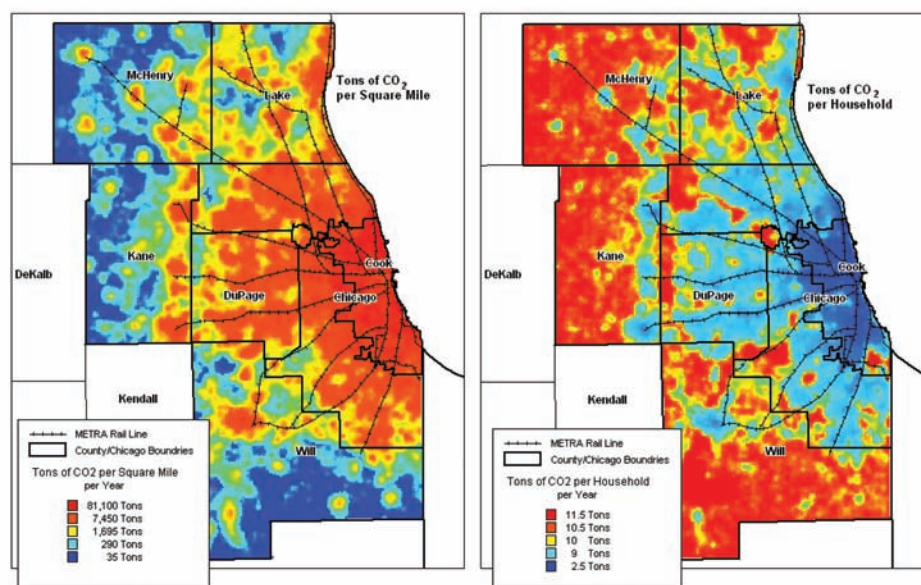 Tons of CO2
per Square Mile
McHenry
Lake
Kane
DeKalb
Cook
DuPage
Chicago
Kendall
Will
METRA Rail Line
County/Chicago Boundries
Tons of CO2 per Square Mile
per Year
81,100 Tons
7,450 Tons
1,695 Tons
290 Tons
35 Tons
Tons of CO2
per Household
McHenry
Lake
Kane
DeKalb
Cook
DuPage
Chicago
Kendall
Will
METRA Rail Line
County/Chicago Boundries
Tons of CO2 per Household
per Year
11.5 Tons
10.5 Tons
10 Tons
9 Tons
2.5 Tons